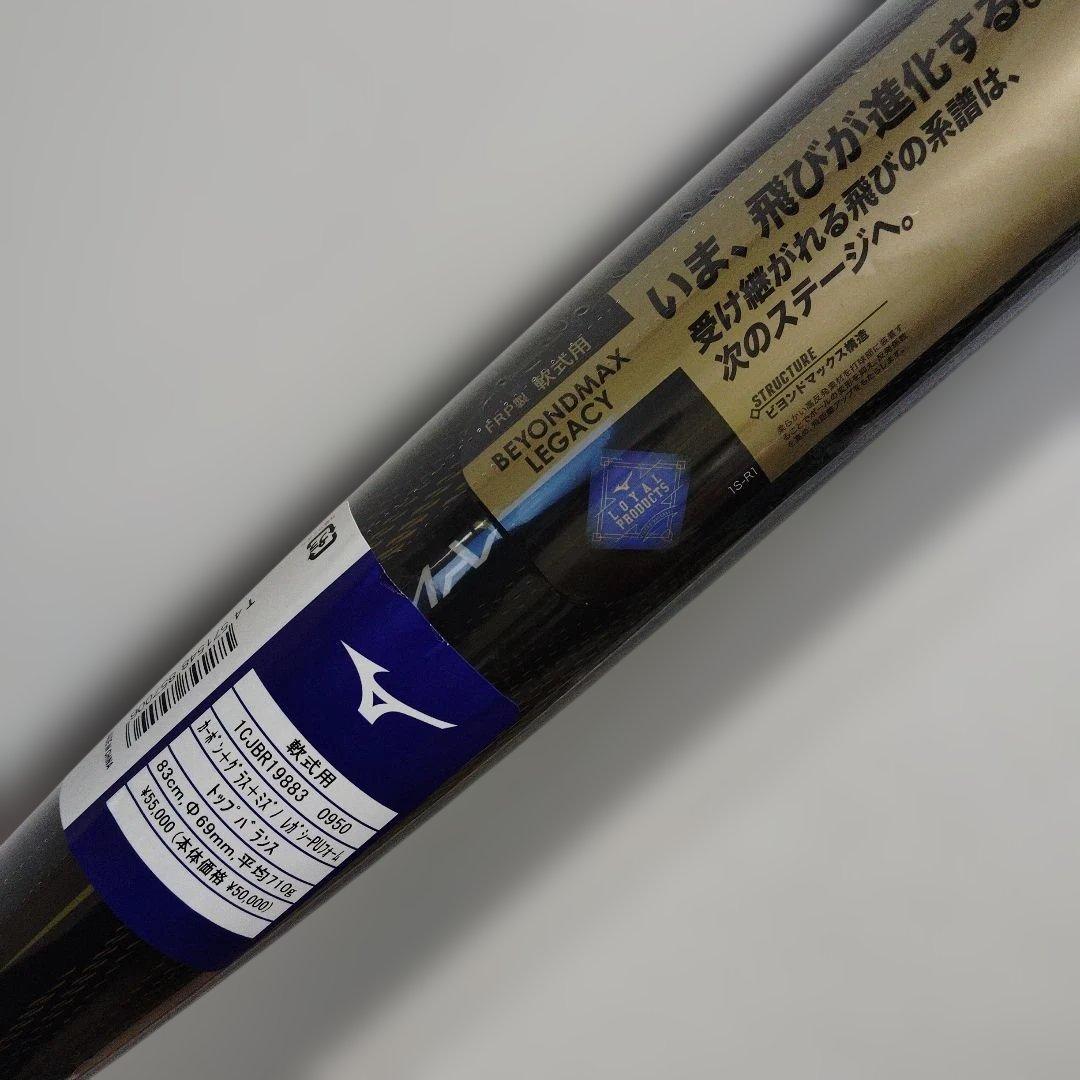 いま、飛びが進化する。
受け継がれる飛びの系譜は、
次のステージへ。
STRUCTURE
ビヨンドマックス構造
FRP製 軟式用
BEYONDMAX
LEGACY
LOYAL
PRODUCTS
1S-R1
軟式用
1CJBR19883 0950
カーボン+グラス+ミズノ レガシーPUフォーム
トップバランス
83cm, Φ69mm, 平均710g
¥55,000 (本体価格 ¥50,000)